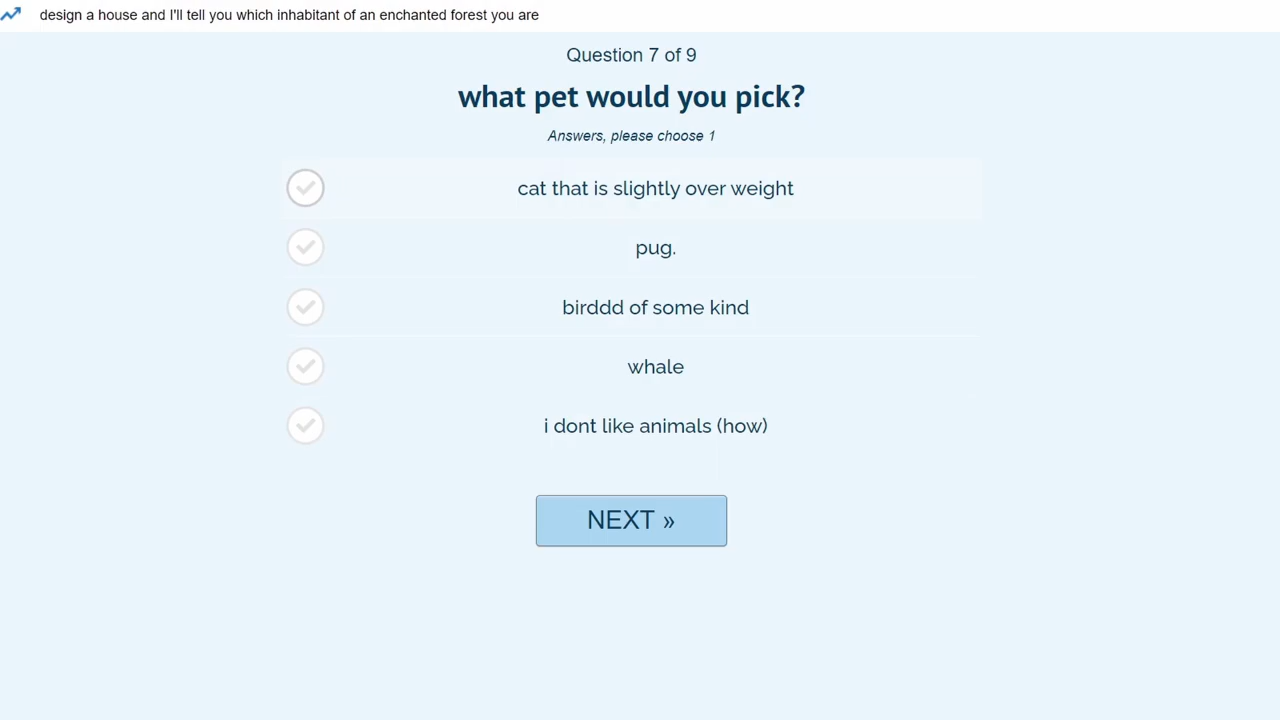 design a house and I'll tell you which inhabitant of an enchanted forest you are
Question 7 of 9
what pet would you pick?
Answers, please choose 1
cat that is slightly over weight
pug.
birddd of some kind
whale
i dont like animals (how)
NEXT »